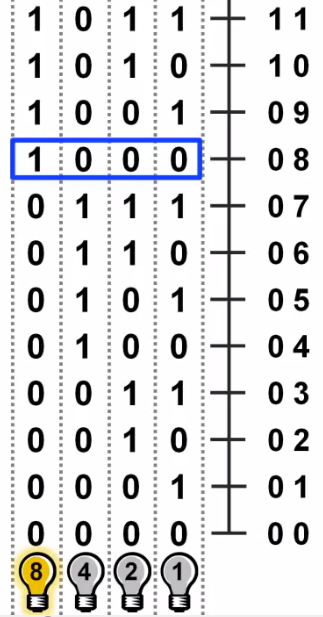 1 0 1 1 11
1 0 1 0 10
1 0 0 1 09
1 0 0 0 08
0 1 1 1 07
0 1 1 0 06
0 1 0 1 05
0 1 0 0 04
0 0 1 1 03
0 0 1 0 02
0 0 0 1 01
0 0 0 0 00
8 4 2 1